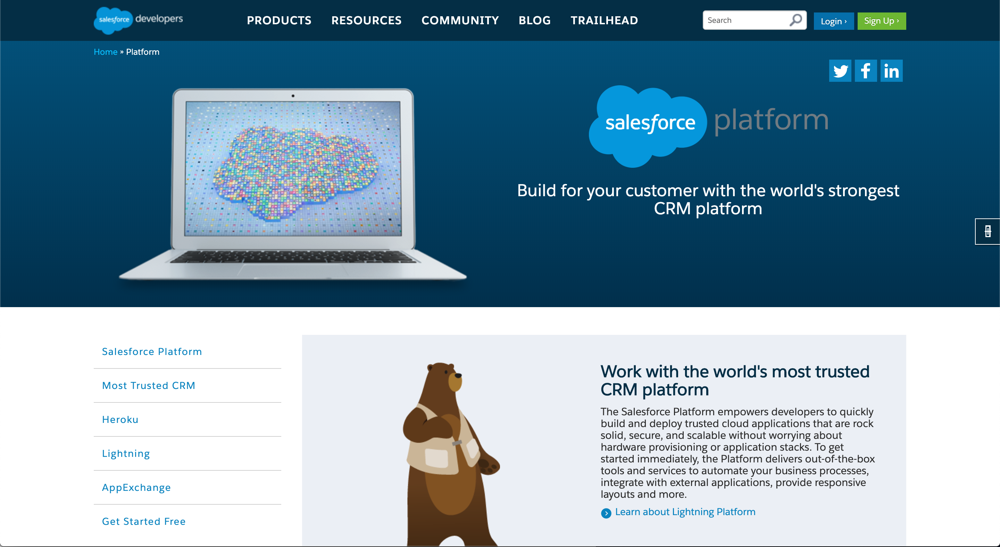 salesforce developers
PRODUCTS RESOURCES COMMUNITY BLOG TRAILHEAD
Search
Login ›
Sign Up ›
Home » Platform
salesforce platform
Build for your customer with the world's strongest
CRM platform
Salesforce Platform
Most Trusted CRM
Heroku
Lightning
AppExchange
Get Started Free
Work with the world's most trusted
CRM platform
The Salesforce Platform empowers developers to quickly
build and deploy trusted cloud applications that are rock
solid, secure, and scalable without worrying about
hardware provisioning or application stacks. To get
started immediately, the Platform delivers out-of-the-box
tools and services to automate your business processes,
integrate with external applications, provide responsive
layouts and more.
Learn about Lightning Platform